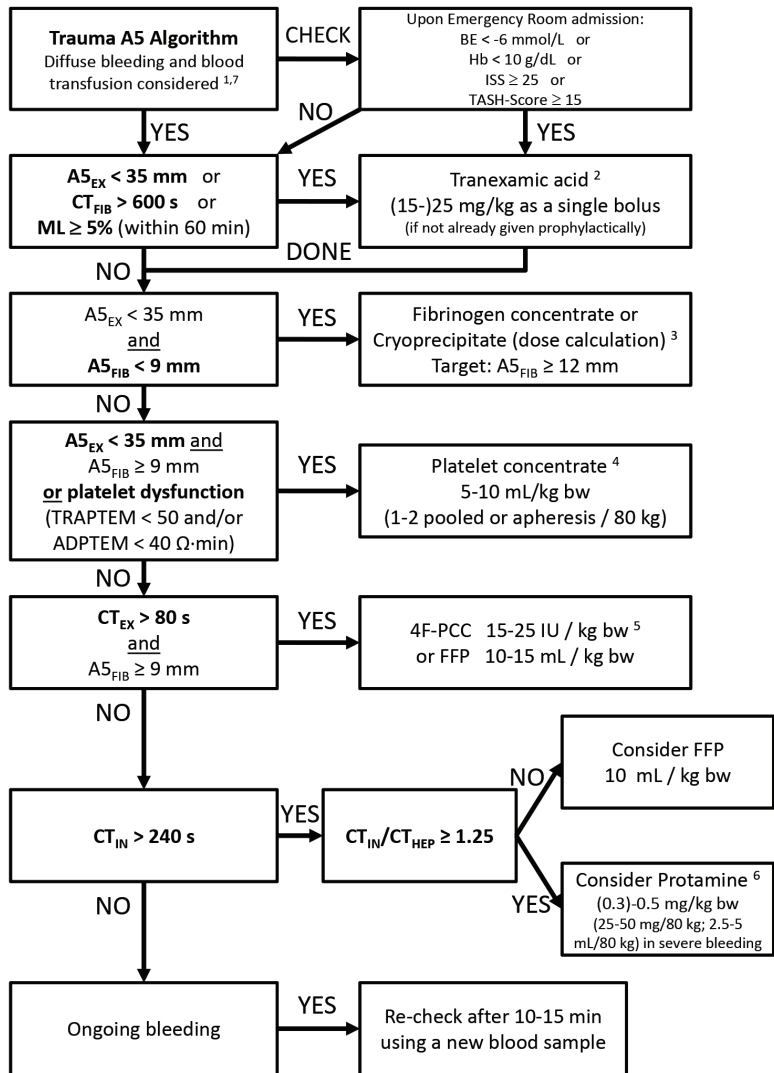 Trauma A5 Algorithm
Diffuse bleeding and blood
transfusion considered 1,7
CHECK
Upon Emergency Room admission:
BE < -6 mmol/L or
Hb < 10 g/dL or
ISS ≥ 25 or
TASH-Score ≥ 15
YES
NO
YES
A5EX < 35 mm or
CTFIB > 600 s or
ML ≥ 5% (within 60 min)
YES
Tranexamic acid 2
(15-)25 mg/kg as a single bolus
(if not already given prophylactically)
NO
DONE
A5EX < 35 mm
and
A5FIB < 9 mm
YES
Fibrinogen concentrate or
Cryoprecipitate (dose calculation) 3
Target: A5FIB ≥ 12 mm
NO
A5EX < 35 mm and
A5FIB ≥ 9 mm
or platelet dysfunction
(TRAPTEM < 50 and/or
ADPTEM < 40 Ω·min)
YES
Platelet concentrate 4
5-10 mL/kg bw
(1-2 pooled or apheresis / 80 kg)
NO
CTEX > 80 s
and
A5FIB ≥ 9 mm
YES
4F-PCC 15-25 IU / kg bw 5
or FFP 10-15 mL / kg bw
NO
CTIN > 240 s
YES
CTIN/CTHEP ≥ 1.25
NO
Consider FFP
10 mL / kg bw
YES
Consider Protamine 6
(0.3)-0.5 mg/kg bw
(25-50 mg/80 kg; 2.5-5
mL/80 kg) in severe bleeding
NO
Ongoing bleeding
YES
Re-check after 10-15 min
using a new blood sample